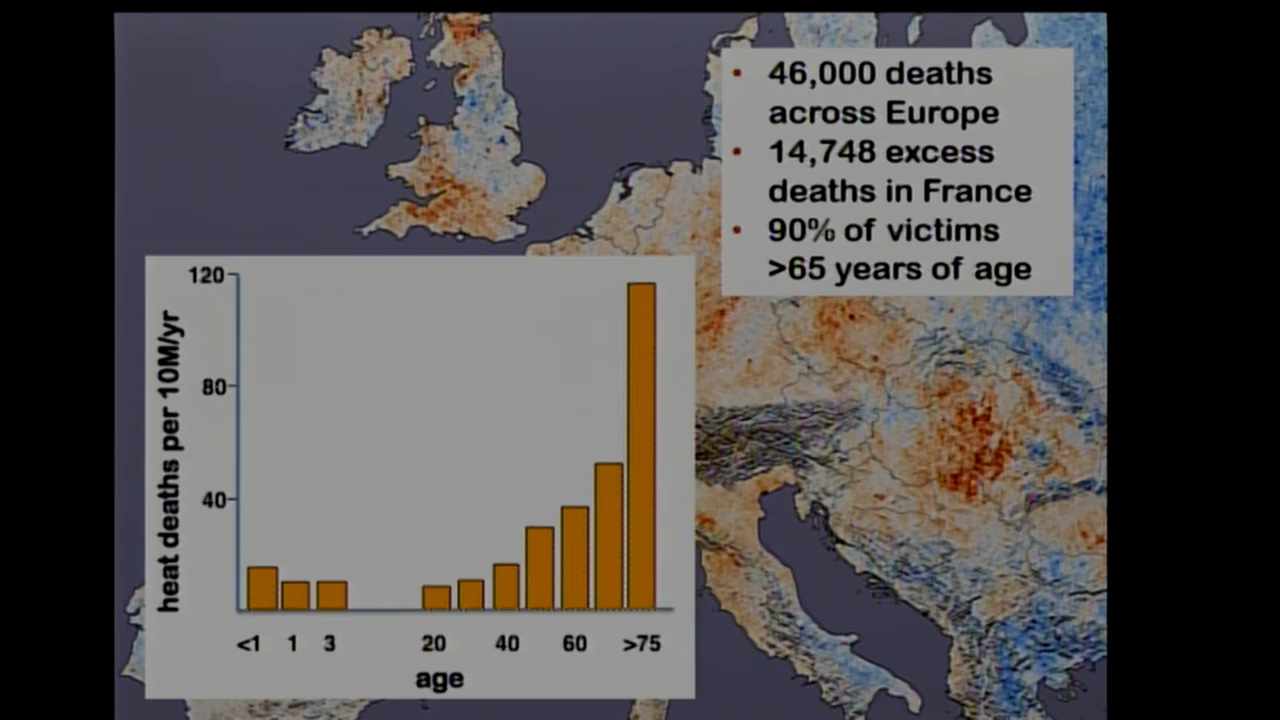 • 46,000 deaths
across Europe
• 14,748 excess
deaths in France
• 90% of victims
>65 years of age
heat deaths per 10M/yr
120
80
40
<1 1 3 20 40 60 >75
age